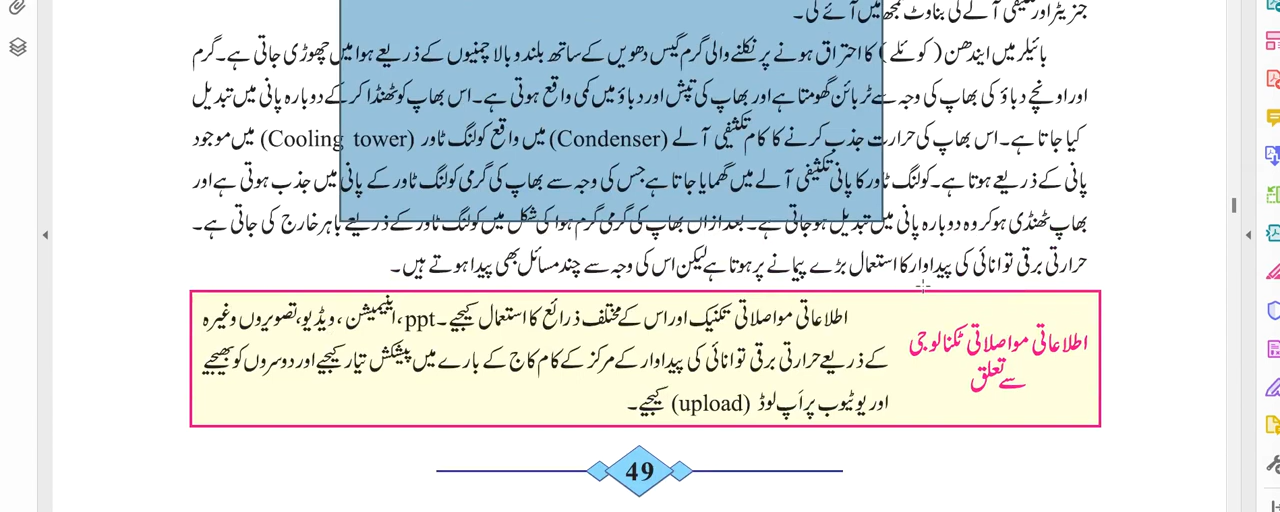 جنریٹر اور تکثیفی آلے کی بناوٹ سمجھ میں آئے گی۔
بائیلر میں ایندھن (کوئلے) کا احتراق ہونے پر نکلنے والی گرم گیس دھویں کے ساتھ بلند و بالا چمنیوں کے ذریعے ہوا میں چھوڑی جاتی ہے۔ گرم
اور اونچے دباؤ کی بھاپ کی وجہ سے ٹربائن گھومتا ہے اور بھاپ کی تپش اور دباؤ میں کمی واقع ہوتی ہے۔ اس بھاپ کو ٹھنڈا کر کے دوبارہ پانی میں تبدیل
کیا جاتا ہے۔ اس بھاپ کی حرارت جذب کرنے کا کام تکثیفی آلے (Condenser) میں واقع کولنگ ٹاور (Cooling tower) میں موجود
پانی کے ذریعے ہوتا ہے۔ کولنگ ٹاور کا پانی تکثیفی آلے میں گھمایا جاتا ہے جس کی وجہ سے بھاپ کی گرمی کولنگ ٹاور کے پانی میں جذب ہوتی ہے اور
بھاپ ٹھنڈی ہو کر وہ دوبارہ پانی میں تبدیل ہو جاتی ہے۔ بعد ازاں بھاپ کی گرمی گرم ہوا کی شکل میں کولنگ ٹاور کے ذریعے باہر خارج کی جاتی ہے۔
حرارتی برقی توانائی کی پیداوار کا استعمال بڑے پیمانے پر ہوتا ہے لیکن اس کی وجہ سے چند مسائل بھی پیدا ہوتے ہیں۔
اطلاعاتی مواصلاتی ٹکنالوجی
سے تعلق
اطلاعاتی مواصلاتی تکنیک اور اس کے مختلف ذرائع کا استعمال کیجیے۔ ppt، اینیمیشن، ویڈیو، تصویروں وغیرہ
کے ذریعے حرارتی برقی توانائی کی پیداوار کے مرکز کے کام کاج کے بارے میں پیشکش تیار کیجیے اور دوسروں کو بھیجیے
اور یوٹیوب پر اَپ لوڈ (upload) کیجیے۔
49